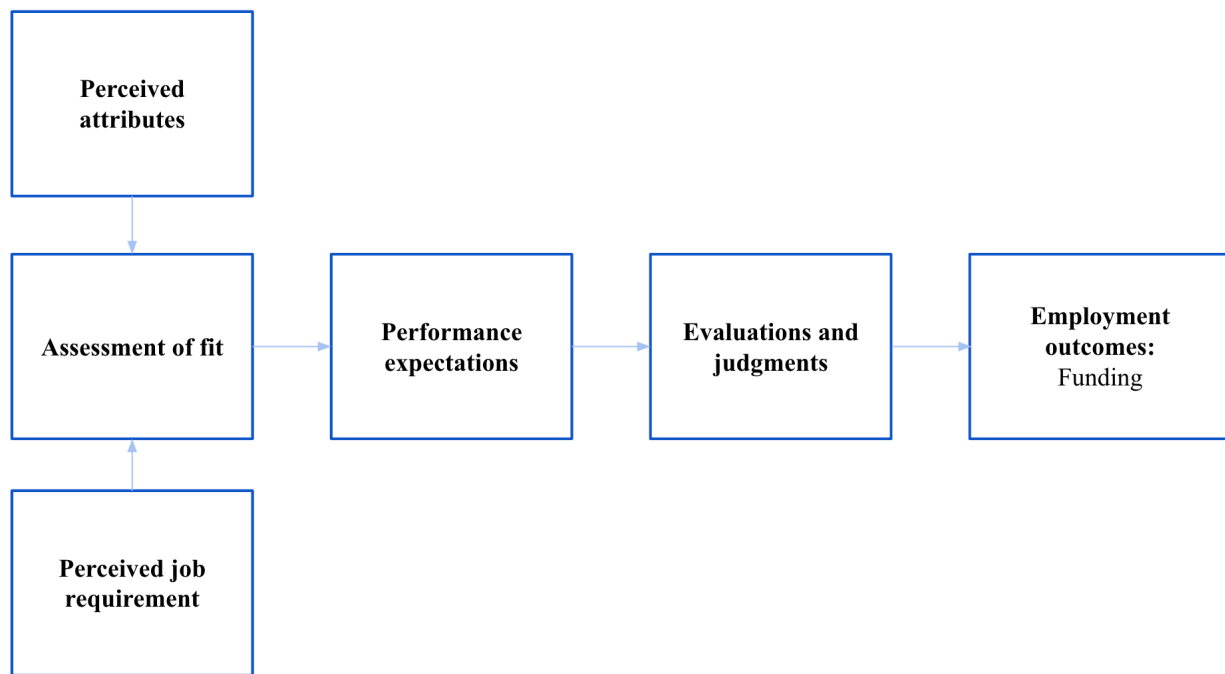 Perceived
attributes
Assessment of fit
Performance
expectations
Evaluations and
judgments
Employment
outcomes:
Funding
Perceived job
requirement